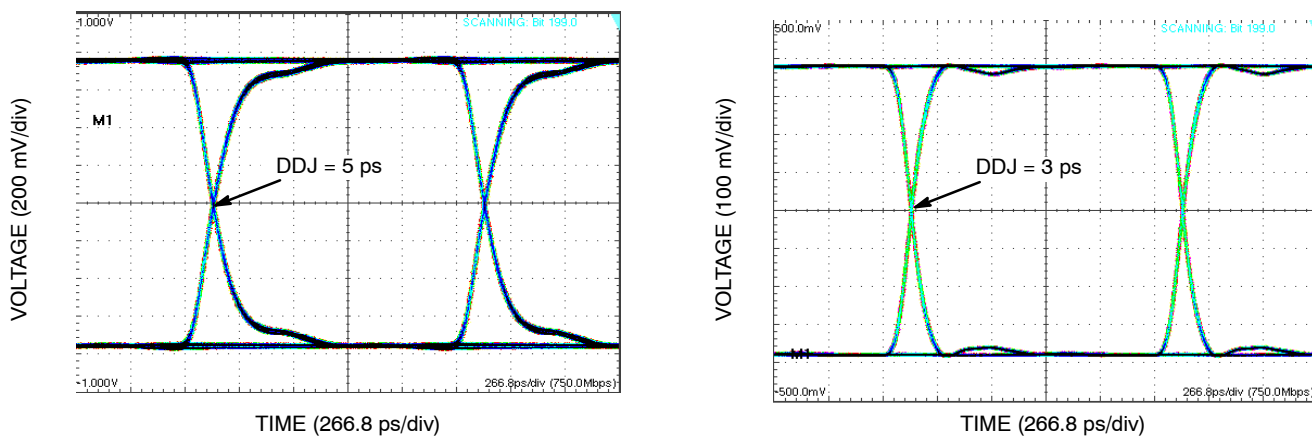 1.000V
SCANNING: Bit 199.0
M1
DDJ = 5 ps
VOLTAGE (200 mV/div)
-1.000V
266.8ps/div (750.0Mbps)
TIME (266.8 ps/div)
500.0mV
SCANNING: Bit 199.0
DDJ = 3 ps
VOLTAGE (100 mV/div)
M1
-500.0mV
266.8ps/div (750.0Mbps)
TIME (266.8 ps/div)